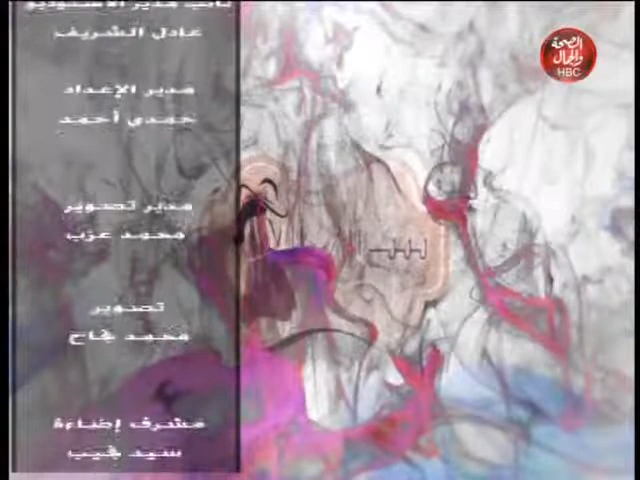 نائب مدير الاستوديو
عادل الشريف
مدير الإعداد
حمدي أحمد
مدير تصوير
محمد عزب
تصوير
محمد نجاح
مشرف إضاءة
سيد نجيب
الصحة
والجمال
HBC